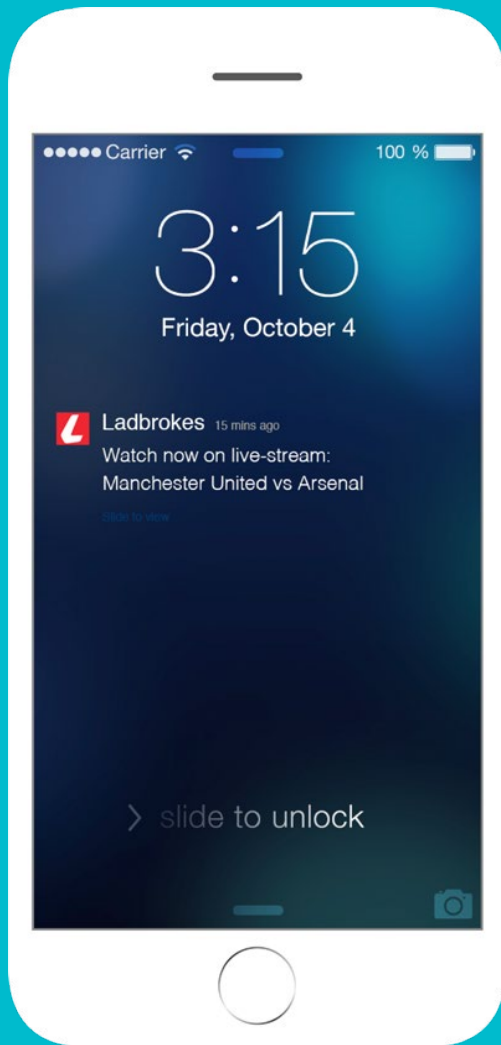 Carrier 100 %
3:15
Friday, October 4
Ladbrokes 15 mins ago
Watch now on live-stream:
Manchester United vs Arsenal
Slide to view
> slide to unlock